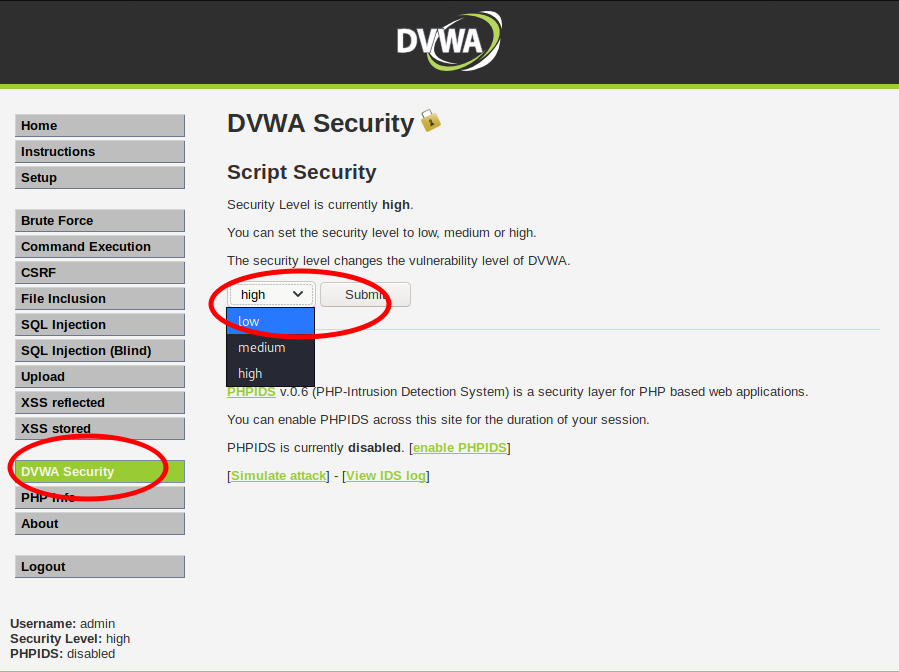 DVWA
Home
Instructions
Setup
Brute Force
Command Execution
CSRF
File Inclusion
SQL Injection
SQL Injection (Blind)
Upload
XSS reflected
XSS stored
DVWA Security
PHP Info
About
Logout
Username: admin
Security Level: high
PHPIDS: disabled
DVWA Security
Script Security
Security Level is currently high.
You can set the security level to low, medium or high.
The security level changes the vulnerability level of DVWA.
high Submit
low
medium
high
PHPIDS v.0.6 (PHP-Intrusion Detection System) is a security layer for PHP based web applications.
You can enable PHPIDS across this site for the duration of your session.
PHPIDS is currently disabled. [enable PHPIDS]
[Simulate attack] - [View IDS log]